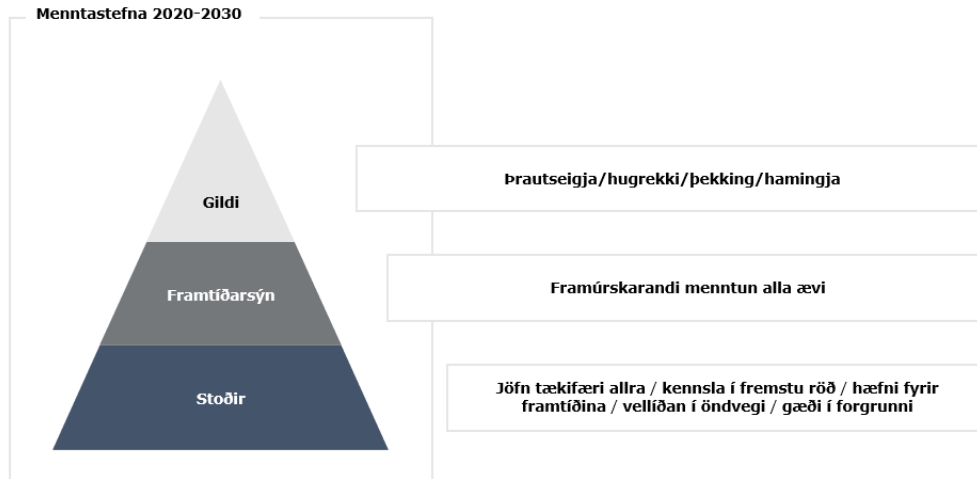 Menntastefna 2020-2030
Gildi
Þrautseigja/hugrekki/þekking/hamingja
Framtíðarsýn
Framúrskarandi menntun alla ævi
Stoðir
Jöfn tækifæri allra / kennsla í fremstu röð / hæfni fyrir
framtíðina / vellíðan í öndvegi / gæði í forgrunni